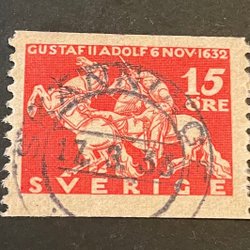 GUSTAF II ADOLF 6 NOV · 1632
15
ÖRE
SVERIGE